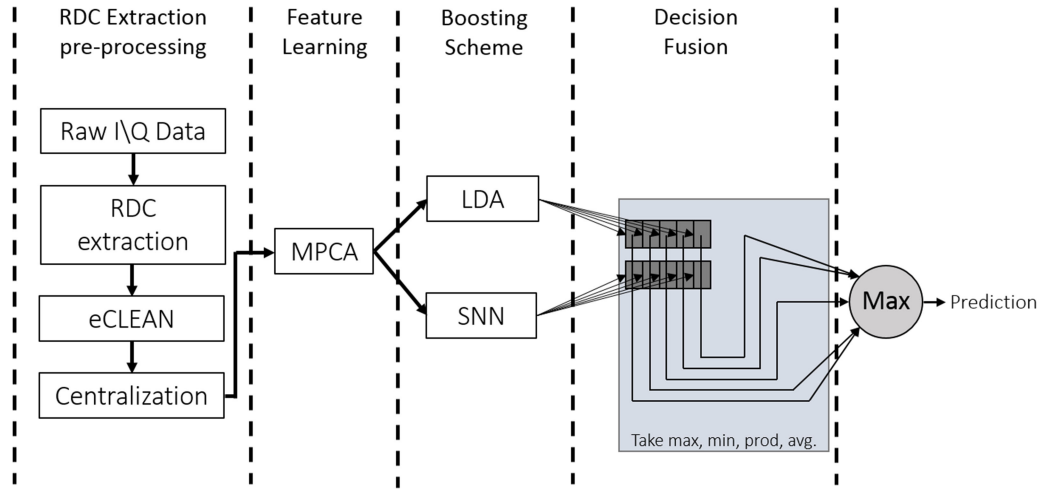 RDC Extraction
pre-processing
Feature
Learning
Boosting
Scheme
Decision
Fusion
Raw I\Q Data
RDC
extraction
eCLEAN
Centralization
MPCA
LDA
SNN
Take max, min, prod, avg.
Max
Prediction